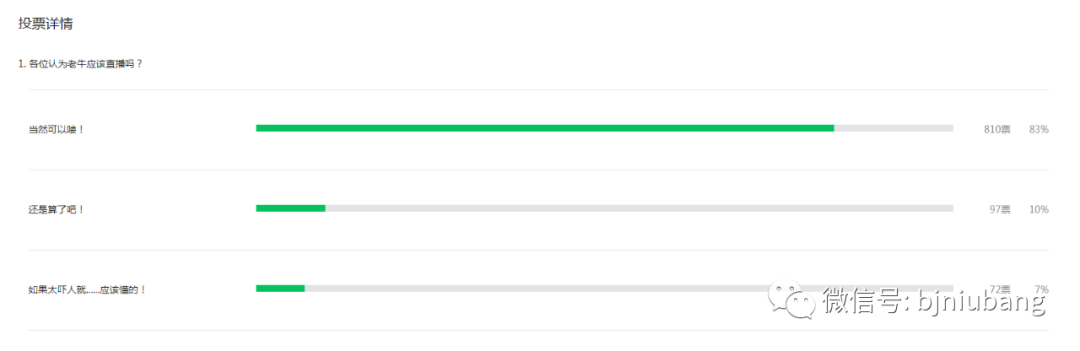 投票详情
1. 各位认为老牛应该直播吗？
当然可以喽！ 810票 83%
还是算了吧！ 97票 10%
如果太吓人就……应该懂的！ 72票 7%
微信号: bjniubang